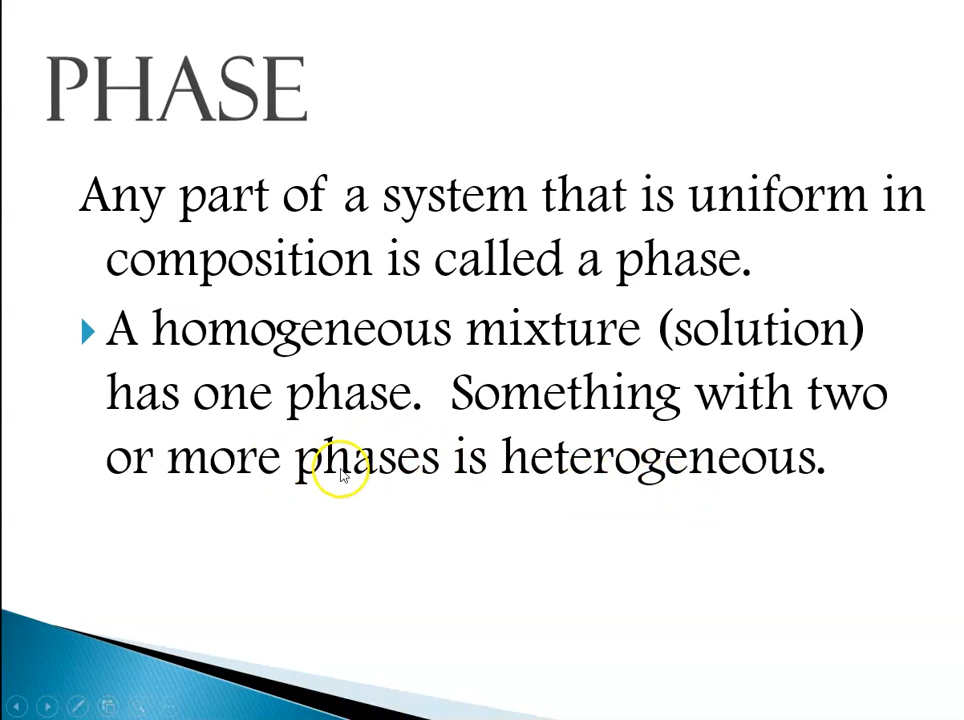 PHASE
Any part of a system that is uniform in
composition is called a phase.
A homogeneous mixture (solution)
has one phase. Something with two
or more phases is heterogeneous.